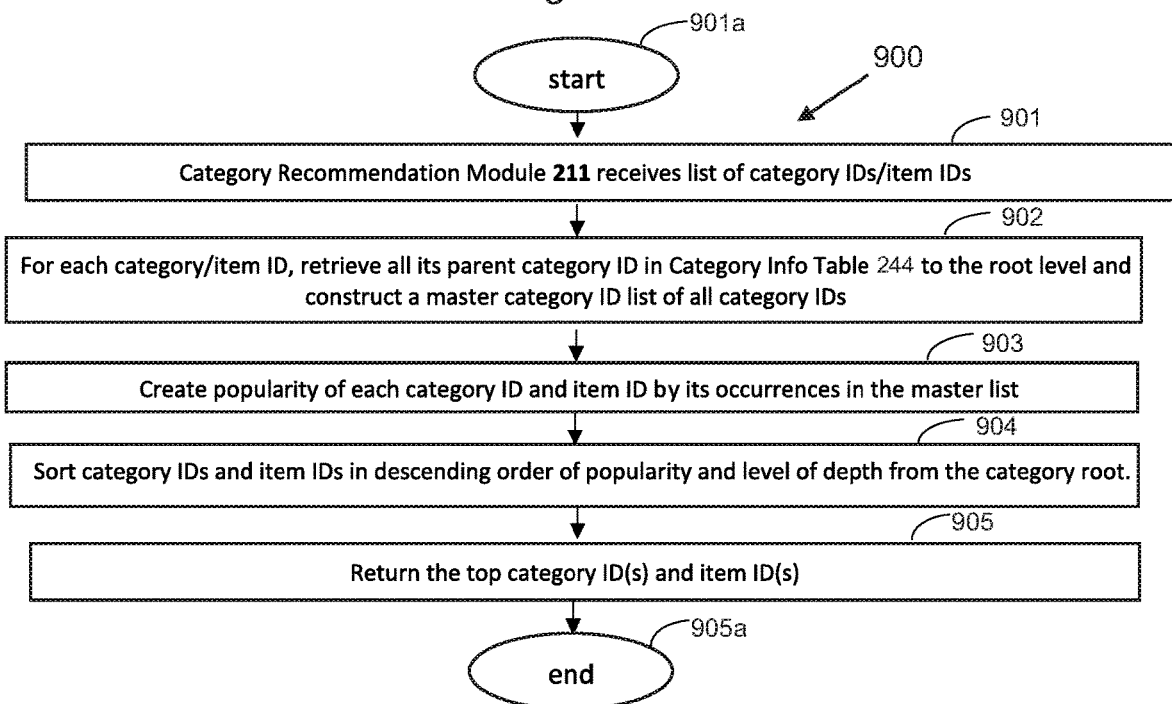 901a
start
900
901
Category Recommendation Module 211 receives list of category IDs/item IDs
902
For each category/item ID, retrieve all its parent category ID in Category Info Table 244 to the root level and
construct a master category ID list of all category IDs
903
Create popularity of each category ID and item ID by its occurrences in the master list
904
Sort category IDs and item IDs in descending order of popularity and level of depth from the category root.
905
Return the top category ID(s) and item ID(s)
905a
end